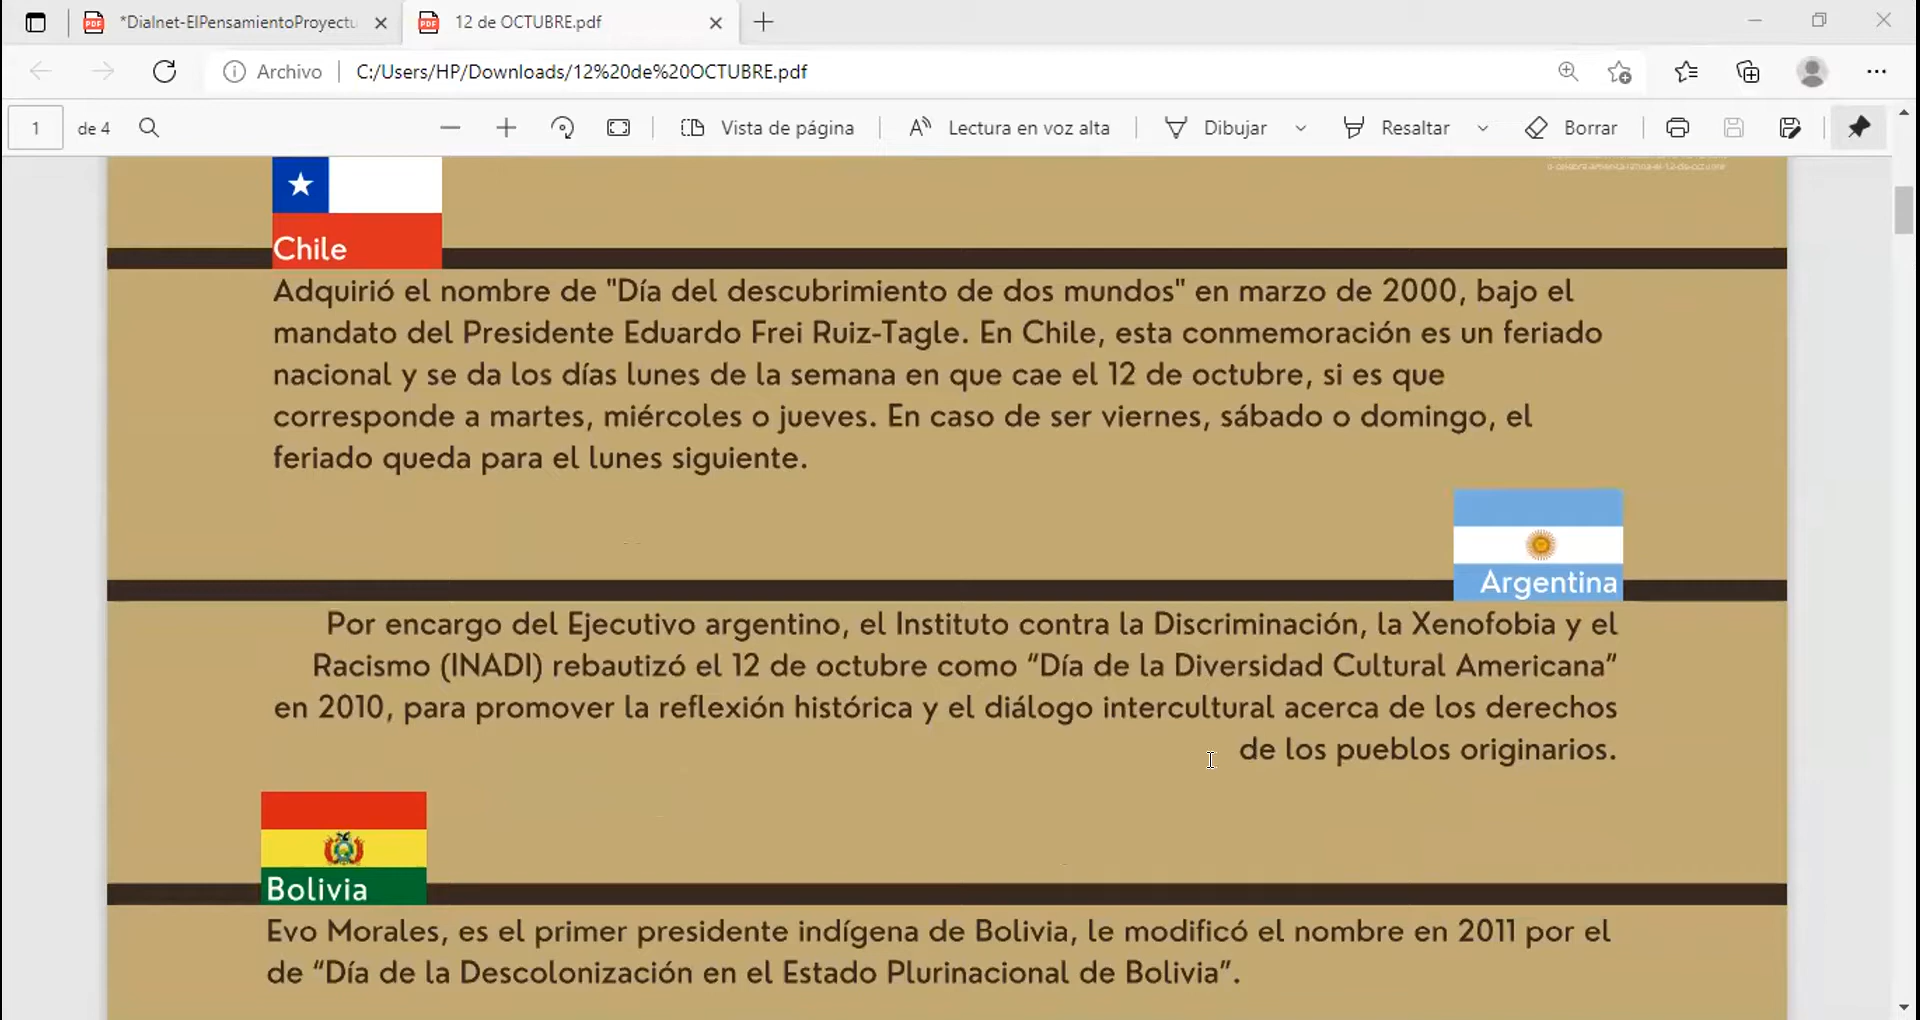 *Dialnet-ElPensamientoProyectu
12 de OCTUBRE.pdf
Archivo
C:/Users/HP/Downloads/12%20de%20OCTUBRE.pdf
1 de 4
Vista de página
Lectura en voz alta
Dibujar
Resaltar
Borrar
Chile
Adquirió el nombre de "Día del descubrimiento de dos mundos" en marzo de 2000, bajo el
mandato del Presidente Eduardo Frei Ruiz-Tagle. En Chile, esta conmemoración es un feriado
nacional y se da los días lunes de la semana en que cae el 12 de octubre, si es que
corresponde a martes, miércoles o jueves. En caso de ser viernes, sábado o domingo, el
feriado queda para el lunes siguiente.
Argentina
Por encargo del Ejecutivo argentino, el Instituto contra la Discriminación, la Xenofobia y el
Racismo (INADI) rebautizó el 12 de octubre como “Día de la Diversidad Cultural Americana”
en 2010, para promover la reflexión histórica y el diálogo intercultural acerca de los derechos
de los pueblos originarios.
Bolivia
Evo Morales, es el primer presidente indígena de Bolivia, le modificó el nombre en 2011 por el
de “Día de la Descolonización en el Estado Plurinacional de Bolivia”.